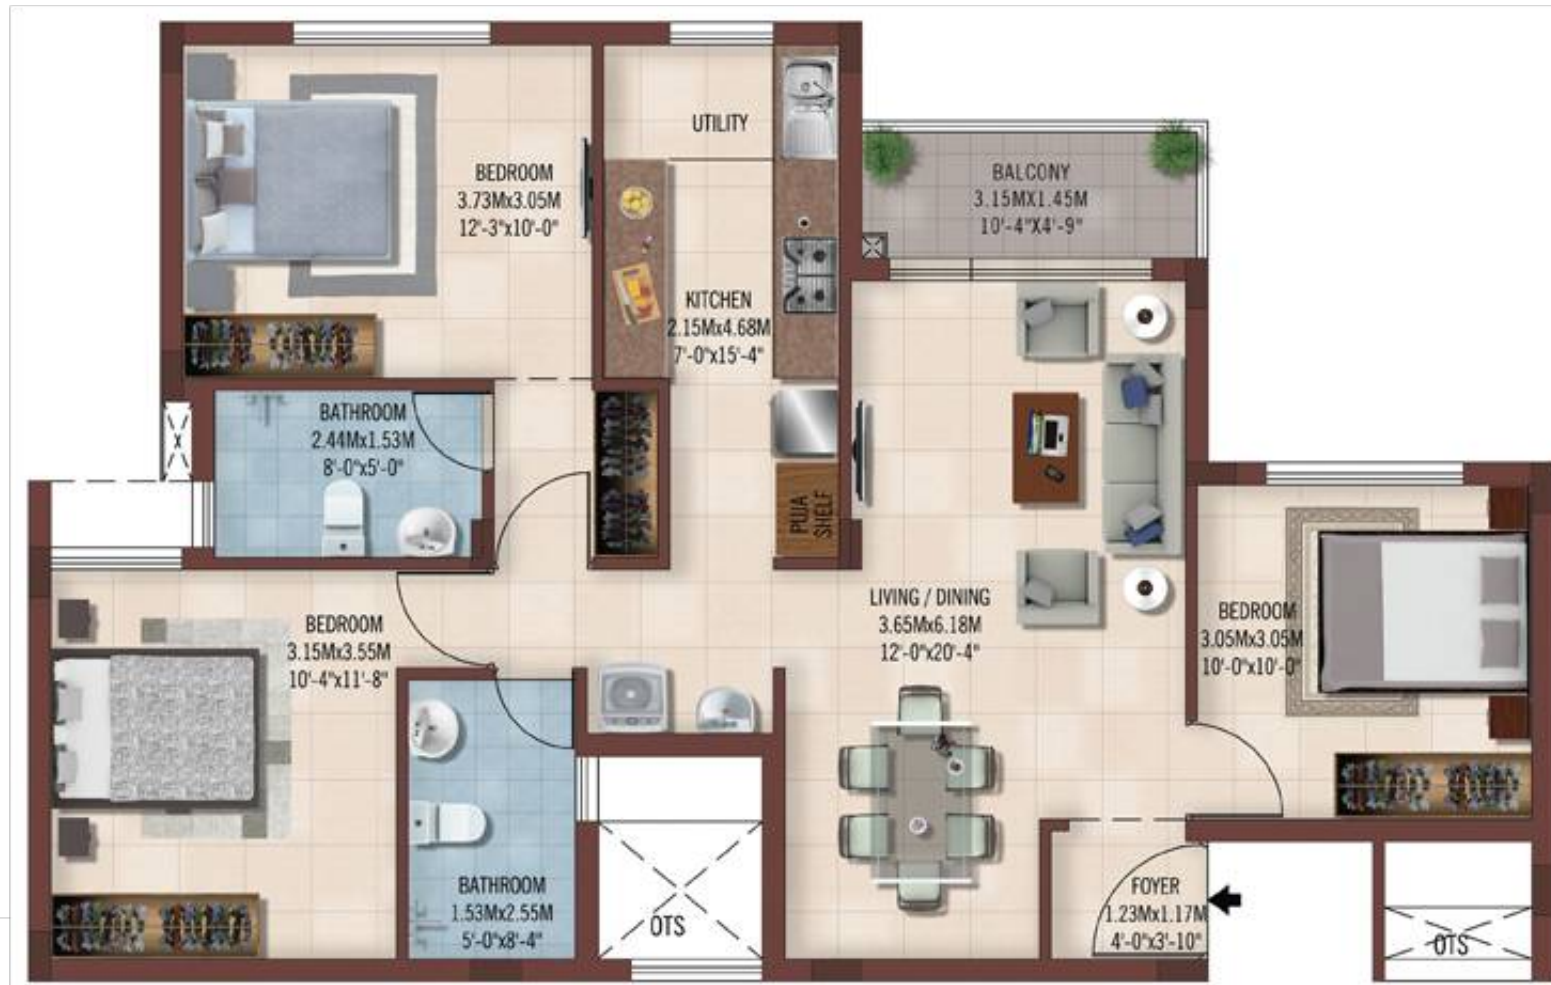 UTILITY
BEDROOM
3.73Mx3.05M
12'-3"x10'-0"
BALCONY
3.15MX1.45M
10'-4"X4'-9"
KITCHEN
2.15Mx4.68M
7'-0"x15'-4"
BATHROOM
2.44Mx1.53M
8'-0"x5'-0"
PUJA
SHELF
LIVING / DINING
3.65Mx6.18M
12'-0"x20'-4"
BEDROOM
3.05Mx3.05M
10'-0"x10'-0"
BEDROOM
3.15Mx3.55M
10'-4"x11'-8"
BATHROOM
1.53Mx2.55M
5'-0"x8'-4"
OTS
FOYER
1.23Mx1.17M
4'-0"x3'-10"
OTS